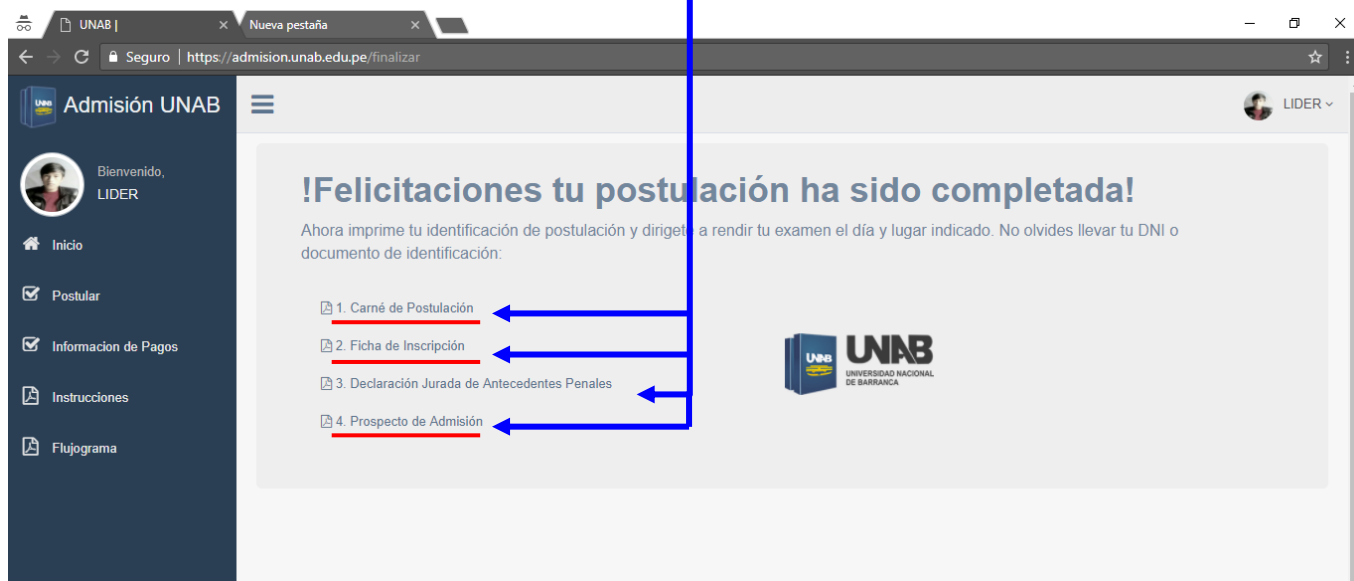 UNAB |
Nueva pestaña
Seguro | https://admision.unab.edu.pe/finalizar
UNAB Admisión UNAB
LIDER
Bienvenido,
LIDER
Inicio
Postular
Informacion de Pagos
Instrucciones
Flujograma
!Felicitaciones tu postulación ha sido completada!
Ahora imprime tu identificación de postulación y dirigete a rendir tu examen el día y lugar indicado. No olvides llevar tu DNI o
documento de identificación:
1. Carné de Postulación
2. Ficha de Inscripción
3. Declaración Jurada de Antecedentes Penales
4. Prospecto de Admisión
UNAB
UNAB
UNIVERSIDAD NACIONAL
DE BARRANCA